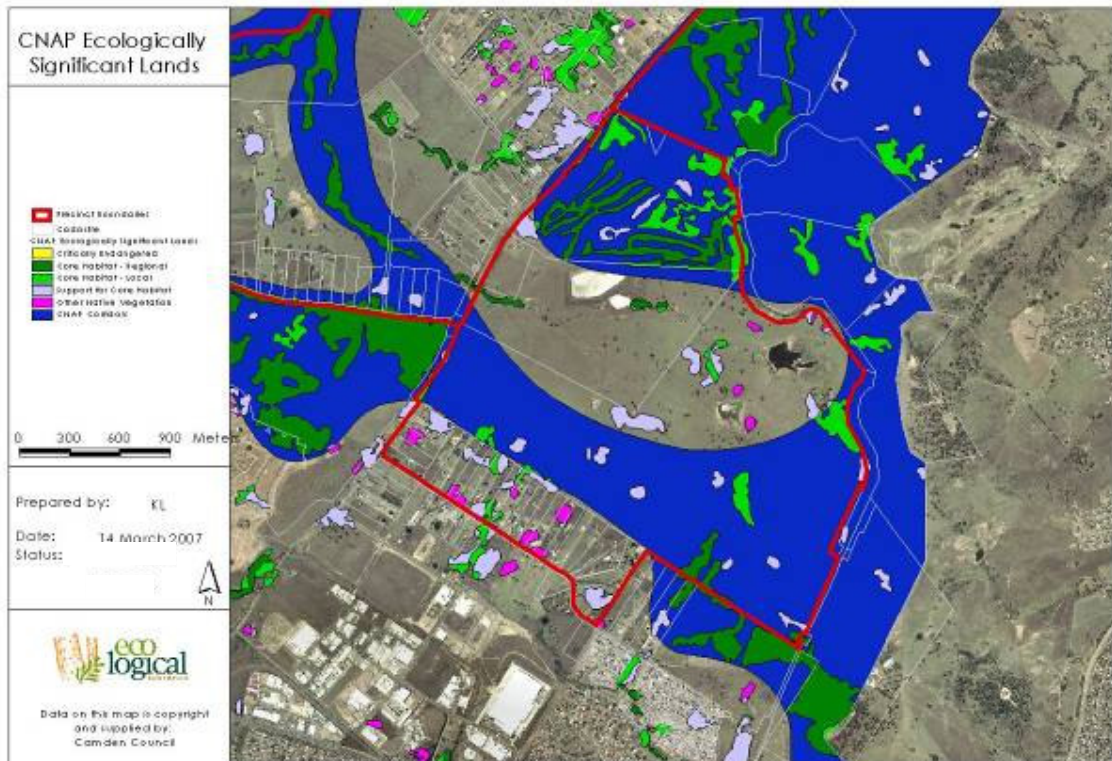 CNAP Ecologically
Significant Lands
Precinct Boundaries
Cadastre
CNAP Ecologically Significant Lands
Critically Endangered
Core Habitat - Regional
Core Habitat - Local
Support for Core Habitat
Other Native Vegetation
CNAP Corridors
0 300 600 900 Meters
Prepared by: KL
Date: 14 March 2007
Status:
N
eco
logical
AUSTRALIA
Data on this map is copyright
and supplied by:
Camden Council